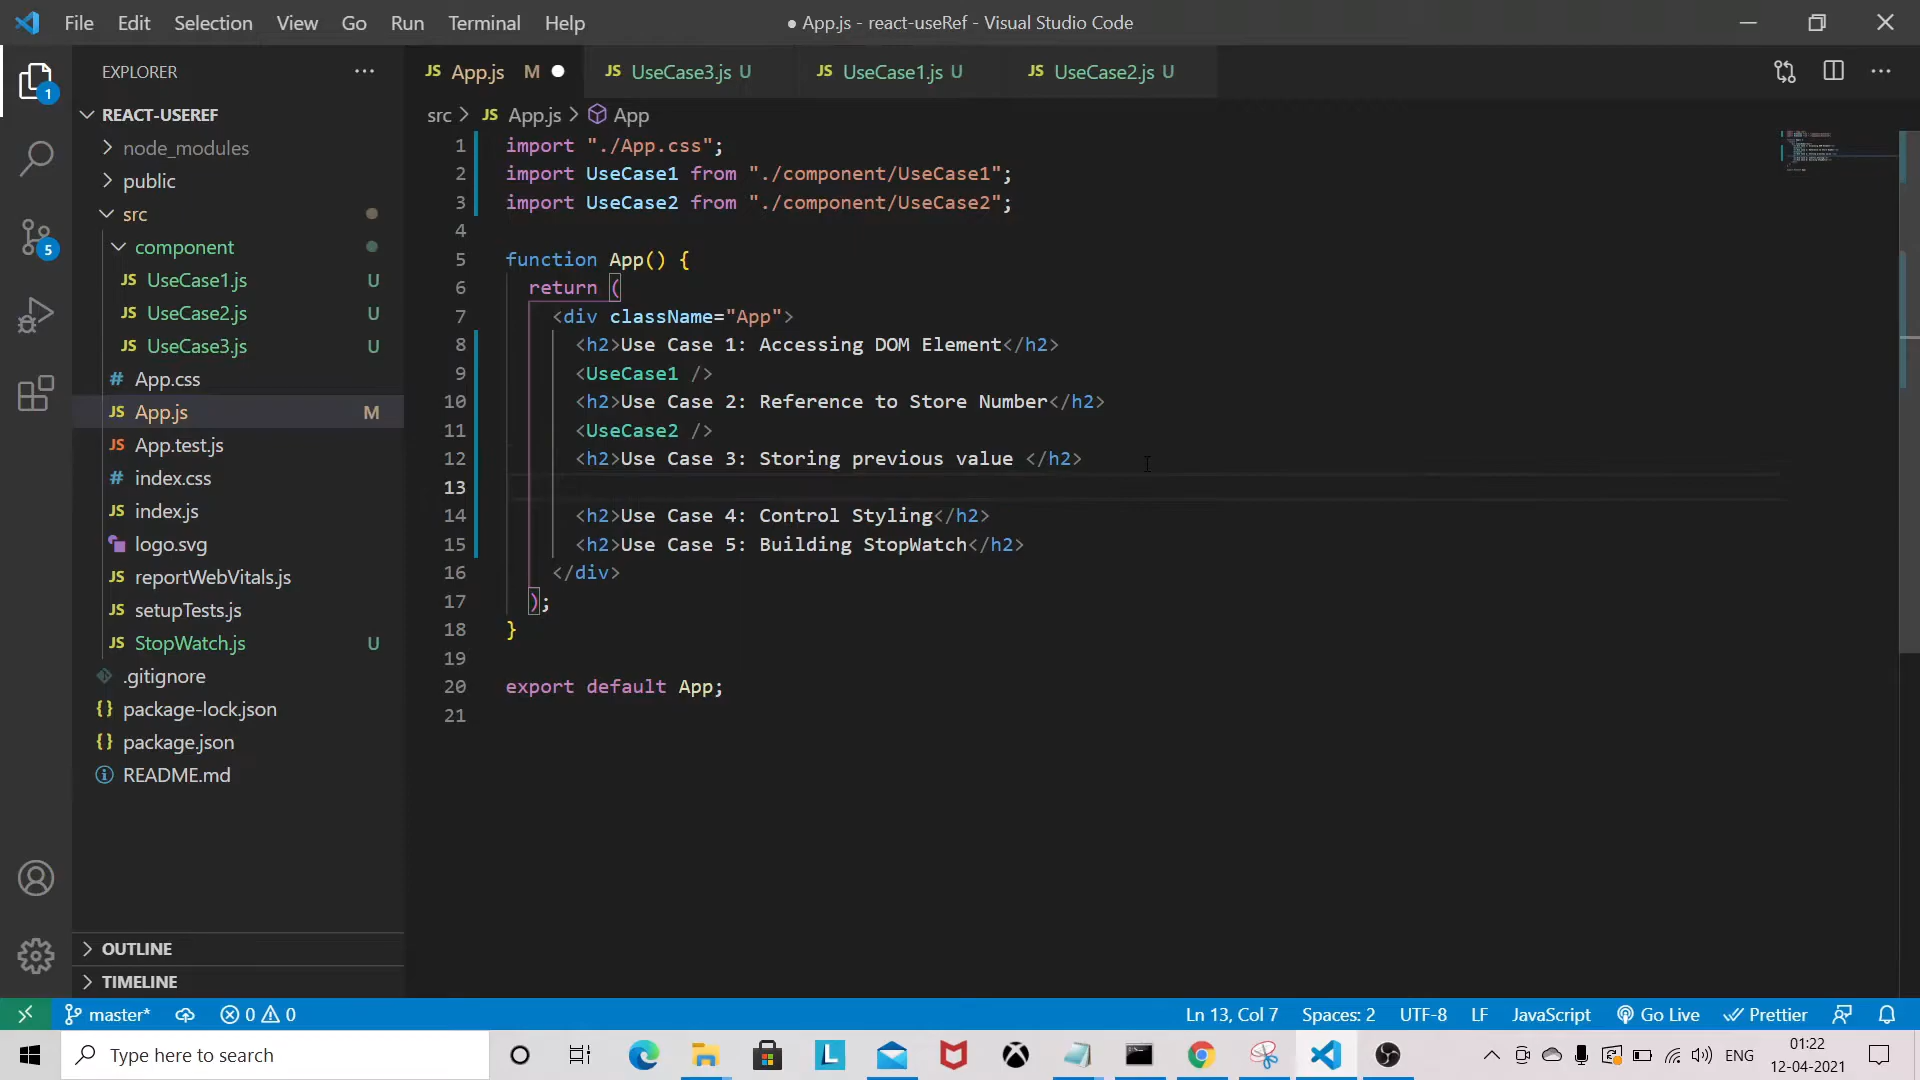 File Edit Selection View Go Run Terminal Help
● App.js - react-useRef - Visual Studio Code
EXPLORER
JS App.js M
JS UseCase3.js U
JS UseCase1.js U
JS UseCase2.js U
1
5
REACT-USEREF
node_modules
public
src
component
JS UseCase1.js U
JS UseCase2.js U
JS UseCase3.js U
# App.css
JS App.js M
JS App.test.js
# index.css
JS index.js
logo.svg
JS reportWebVitals.js
JS setupTests.js
JS StopWatch.js U
.gitignore
{} package-lock.json
{} package.json
README.md
OUTLINE
TIMELINE
src > JS App.js > App
1 import "./App.css";
2 import UseCase1 from "./component/UseCase1";
3 import UseCase2 from "./component/UseCase2";
4
5 function App() {
6 return (
7 <div className="App">
8 <h2>Use Case 1: Accessing DOM Element</h2>
9 <UseCase1 />
10 <h2>Use Case 2: Reference to Store Number</h2>
11 <UseCase2 />
12 <h2>Use Case 3: Storing previous value </h2>
13
14 <h2>Use Case 4: Control Styling</h2>
15 <h2>Use Case 5: Building StopWatch</h2>
16 </div>
17 );
18 }
19
20 export default App;
21
master* 0 0
Ln 13, Col 7 Spaces: 2 UTF-8 LF JavaScript Go Live Prettier
Type here to search
L
ENG
01:22
12-04-2021